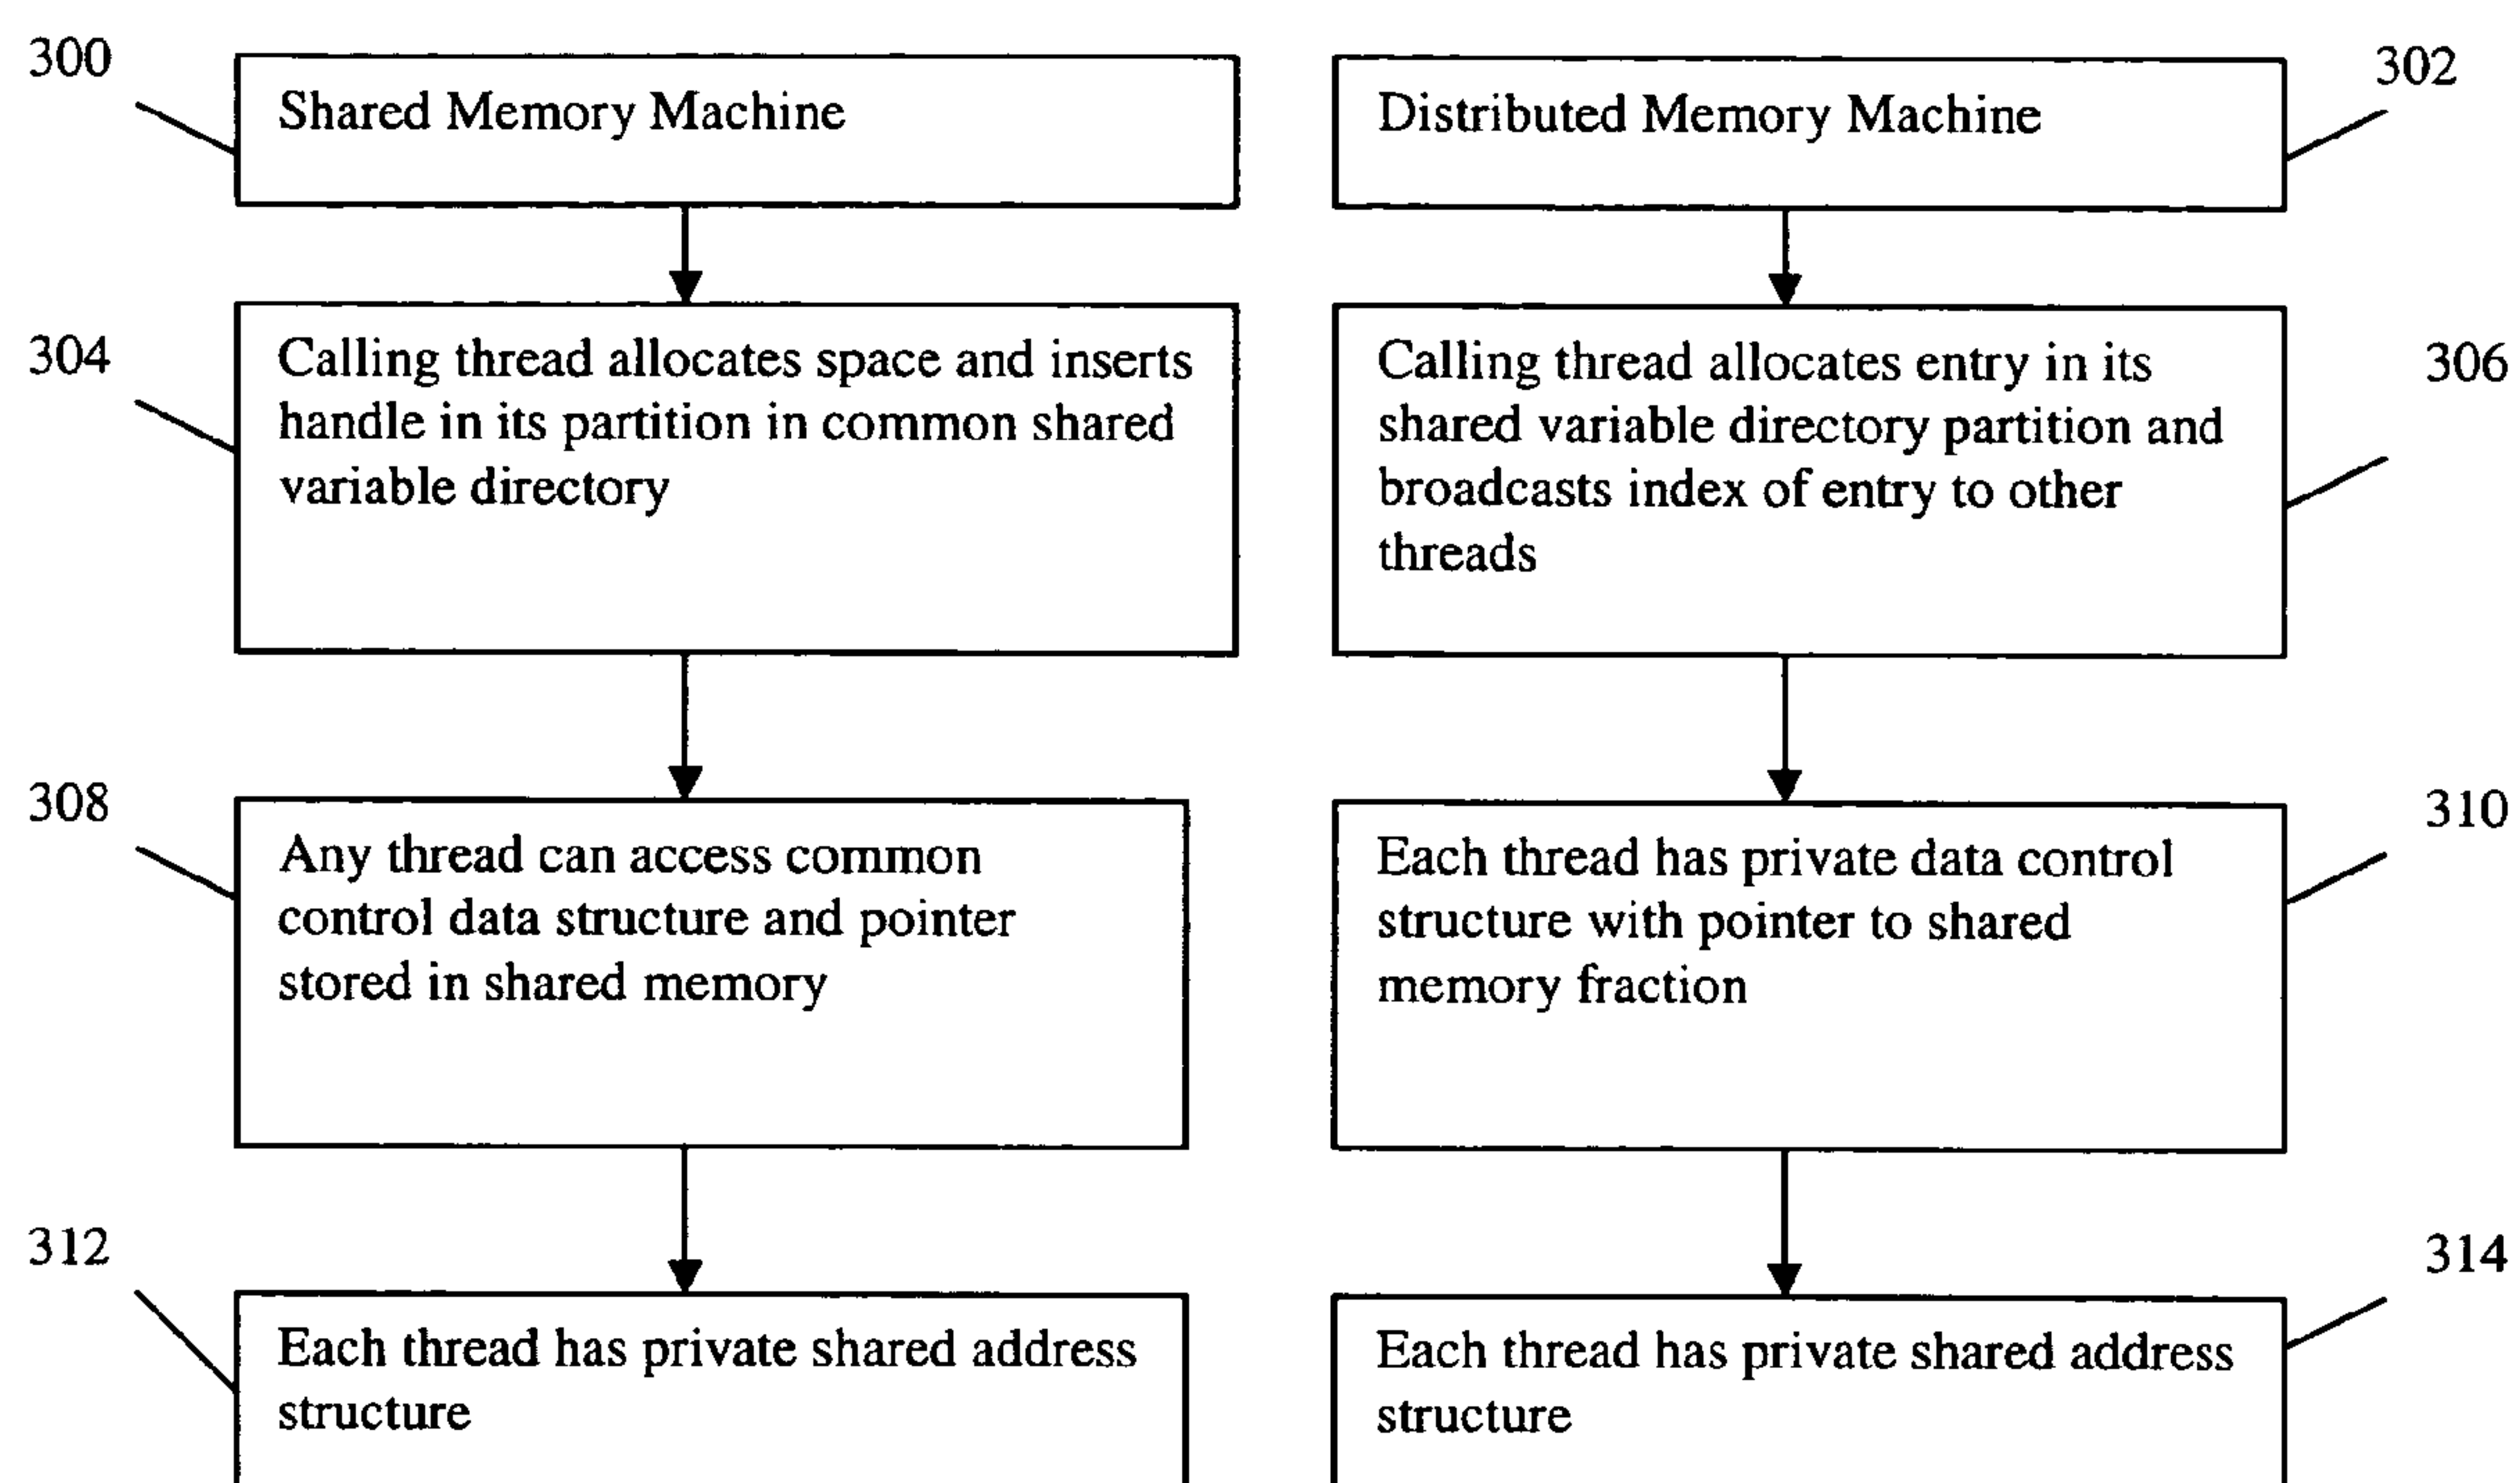 300
Shared Memory Machine
302
Distributed Memory Machine
304
Calling thread allocates space and inserts
handle in its partition in common shared
variable directory
306
Calling thread allocates entry in its
shared variable directory partition and
broadcasts index of entry to other
threads
308
Any thread can access common
control data structure and pointer
stored in shared memory
310
Each thread has private data control
structure with pointer to shared
memory fraction
312
Each thread has private shared address
structure
314
Each thread has private shared address
structure